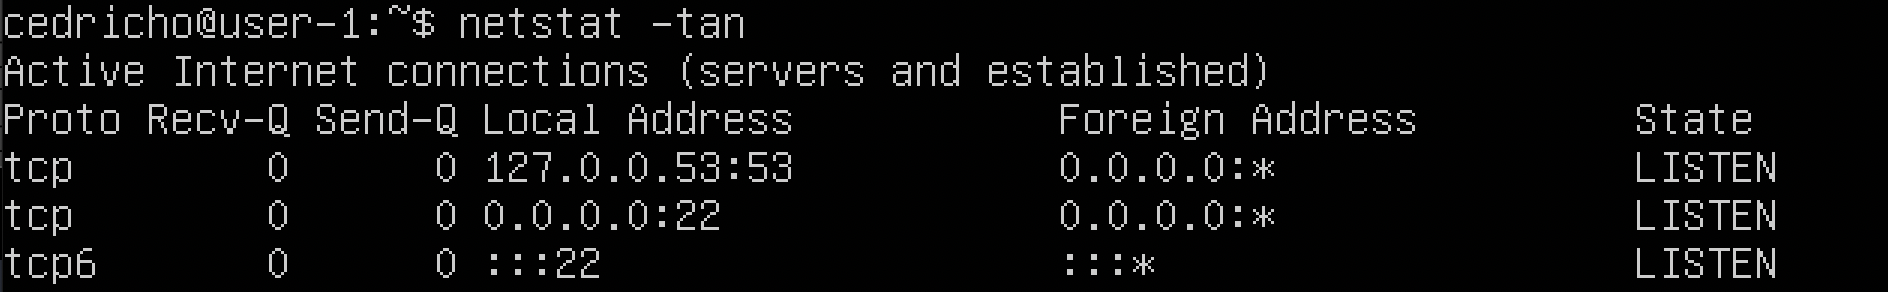 cedricho@user-1:~$ netstat -tan
Active Internet connections (servers and established)
Proto Recv-Q Send-Q Local Address           Foreign Address         State
tcp        0      0 127.0.0.53:53           0.0.0.0:*               LISTEN
tcp        0      0 0.0.0.0:22              0.0.0.0:*               LISTEN
tcp6       0      0 :::22                   :::*                    LISTEN